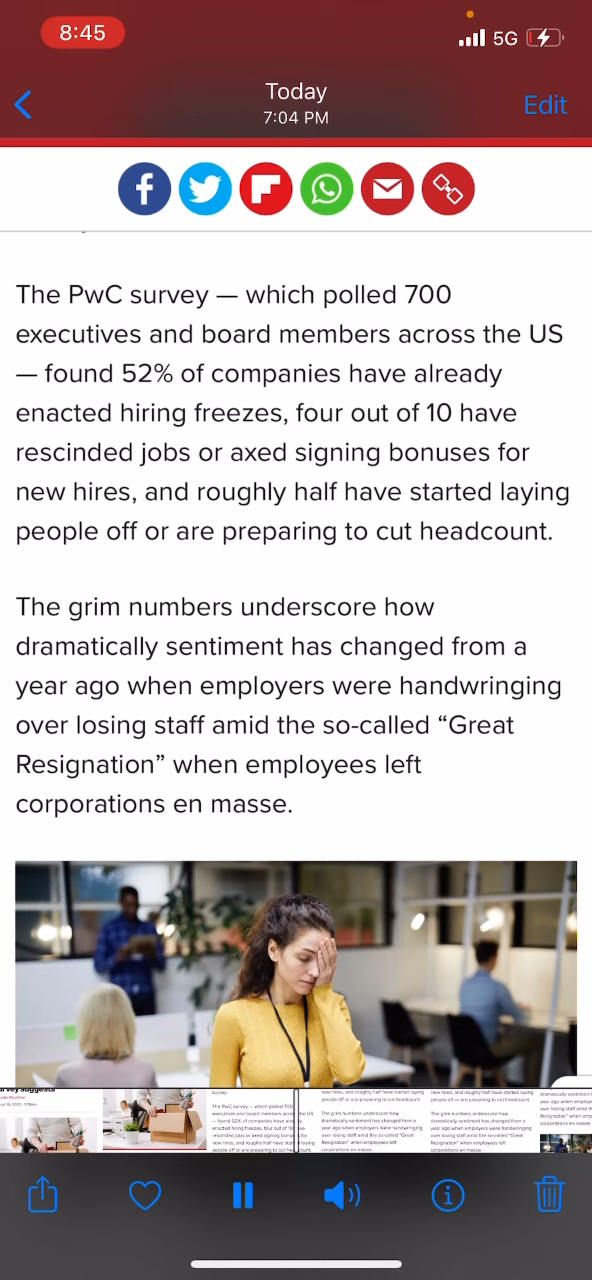 8:45
5G
Today
7:04 PM
Edit
The PwC survey — which polled 700
executives and board members across the US
— found 52% of companies have already
enacted hiring freezes, four out of 10 have
rescinded jobs or axed signing bonuses for
new hires, and roughly half have started laying
people off or are preparing to cut headcount.
The grim numbers underscore how
dramatically sentiment has changed from a
year ago when employers were handwringing
over losing staff amid the so-called “Great
Resignation” when employees left
corporations en masse.